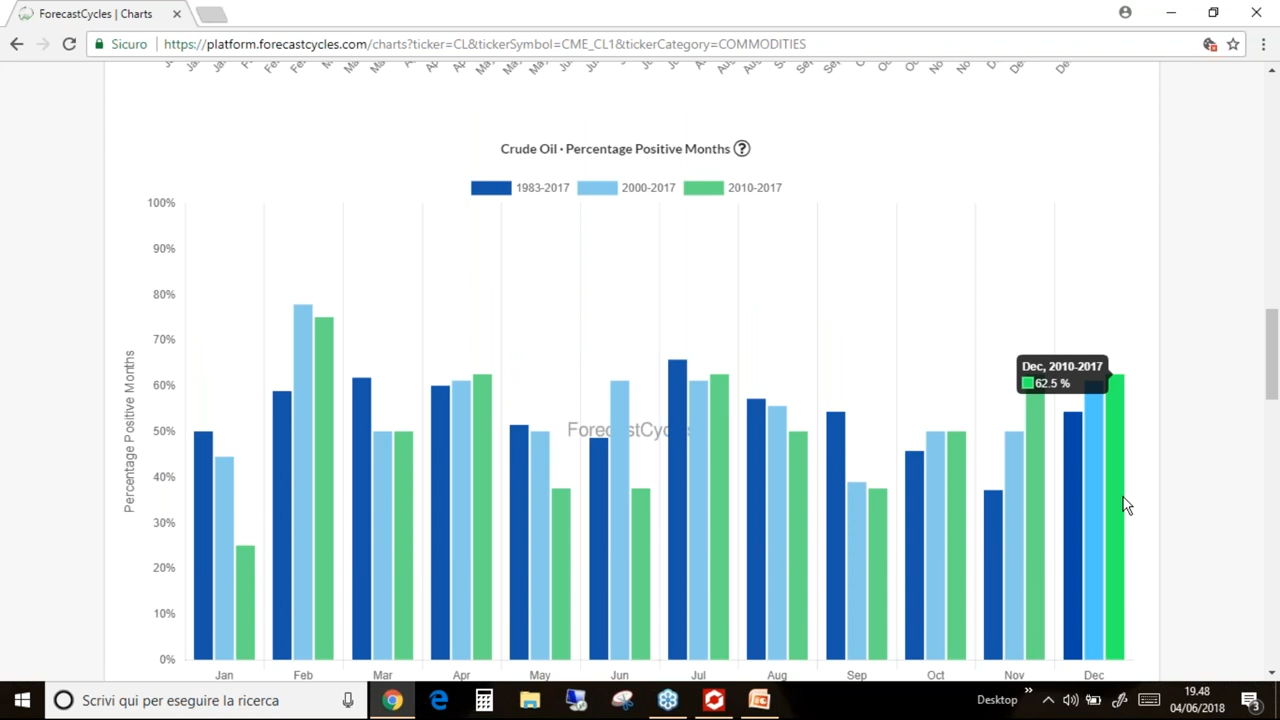 ForecastCycles | Charts
Sicuro
https://platform.forecastcycles.com/charts?ticker=CL&tickerSymbol=CME_CL1&tickerCategory=COMMODITIES
Crude Oil · Percentage Positive Months ?
1983-2017 2000-2017 2010-2017
100%
90%
80%
70%
60%
50%
40%
30%
20%
10%
0%
Percentage Positive Months
Dec, 2010-2017
62.5 %
Jan Feb Mar Apr May Jun Jul Aug Sep Oct Nov Dec
Scrivi qui per eseguire la ricerca
Desktop
19.48
04/06/2018
3